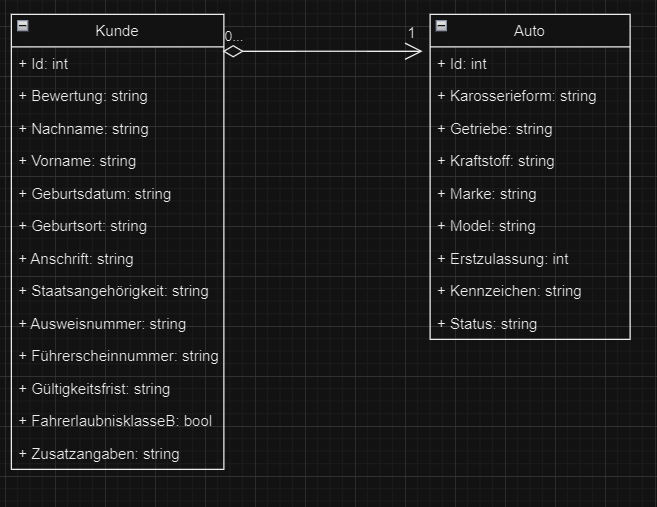 Kunde
+ Id: int
+ Bewertung: string
+ Nachname: string
+ Vorname: string
+ Geburtsdatum: string
+ Geburtsort: string
+ Anschrift: string
+ Staatsangehörigkeit: string
+ Ausweisnummer: string
+ Führerscheinnummer: string
+ Gültigkeitsfrist: string
+ FahrerlaubnisklasseB: bool
+ Zusatzangaben: string
0...
1
Auto
+ Id: int
+ Karosserieform: string
+ Getriebe: string
+ Kraftstoff: string
+ Marke: string
+ Model: string
+ Erstzulassung: int
+ Kennzeichen: string
+ Status: string